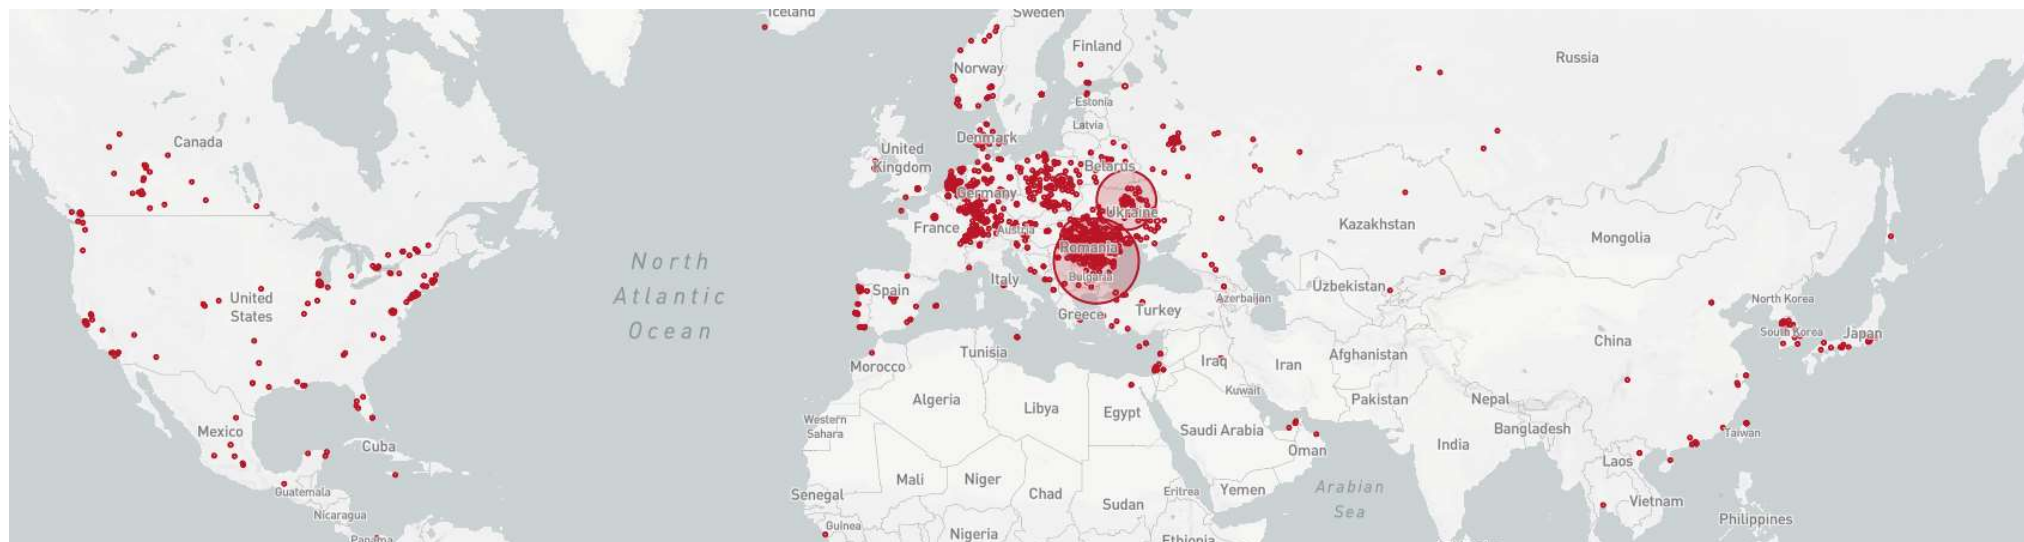 Iceland
Sweden
Finland
Russia
Norway
Estonia
Latvia
Canada
Denmark
United
Kingdom
Belarus
Germany
Ukraine
France
Austria
Kazakhstan
Mongolia
Romania
North
Atlantic
Ocean
Italy
Bulgaria
Spain
United
States
Uzbekistan
Azerbaijan
North Korea
Greece
Turkey
South Korea
Japan
China
Tunisia
Morocco
Iraq
Iran
Afghanistan
Kuwait
Pakistan
Nepal
Algeria
Libya
Egypt
Western
Sahara
Saudi Arabia
Bangladesh
Taiwan
Mexico
Cuba
India
Oman
Laos
Mali
Niger
Chad
Sudan
Eritrea
Yemen
Arabian
Sea
Guatemala
Senegal
Vietnam
Nicaragua
Philippines
Guinea
Nigeria
Panama
Ethiopia